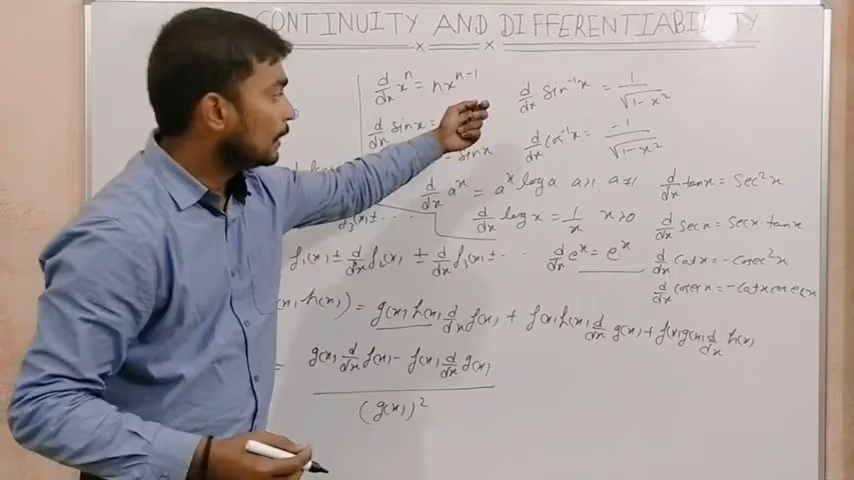 CONTINUITY AND DIFFERENTIABILITY
d/dx xⁿ = nxⁿ⁻¹
d/dx sin⁻¹x = 1/√(1-x²)
d/dx sinx =
d/dx Cos⁻¹x = -1/√(1-x²)
- sinx
d/dx aˣ = aˣ log a a>1, a≠1
d/dx tanx = Sec²x
f₃(x) ± ...
d/dx log x = 1/x x>0
d/dx Secx = Secx. tanx
f₁(x) ± d/dx f₂(x) ± d/dx f₃(x) ± ...
d/dx eˣ = eˣ
d/dx Cotx = -Cosec²x
d/dx Cosecx = -Cotx cosecx
(x), h(x)) = g(x) h(x) d/dx f(x) + f(x) h(x) d/dx g(x) + f(x) g(x) d/dx h(x)
= g(x) d/dx f(x) - f(x) d/dx g(x)
(g(x))²